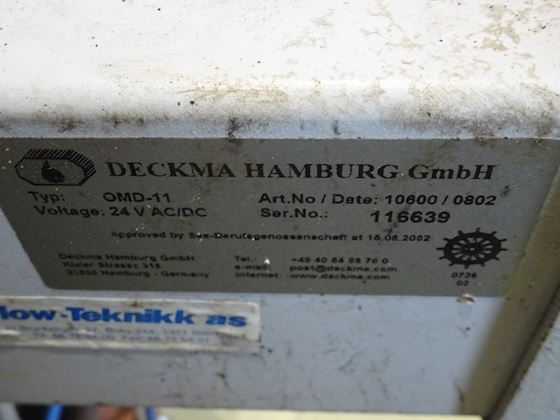 DECKMA HAMBURG GmbH
Typ: OMD-11 Art.No / Date: 10600 / 0802
Voltage: 24 V AC/DC Ser.No.: 116639
Approved by See-Berufsgenossenschaft at 15.08.2002
Deckma Hamburg GmbH Tel.: +49 40 54 88 76 0
Kieler Strasse 316 e-mail: post@deckma.com
22525 Hamburg - Germany internet: www.deckma.com
0736
02
low-Teknikk as